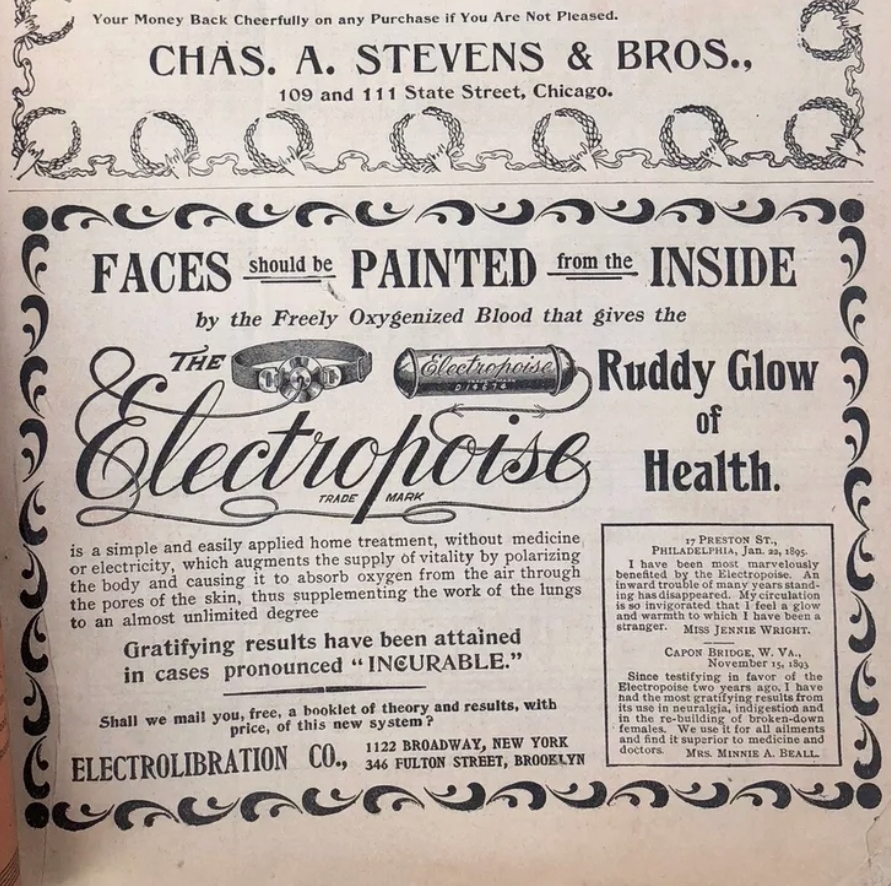 Your Money Back Cheerfully on any Purchase if You Are Not Pleased.
CHAS. A. STEVENS & BROS.,
109 and 111 State Street, Chicago.
FACES should be PAINTED from the INSIDE
by the Freely Oxygenized Blood that gives the
THE
Electropoise
TRADE MARK
Electropoise
TRADE MARK
Ruddy Glow
of
Health.
is a simple and easily applied home treatment, without medicine
or electricity, which augments the supply of vitality by polarizing
the body and causing it to absorb oxygen from the air through
the pores of the skin, thus supplementing the work of the lungs
to an almost unlimited degree
Gratifying results have been attained
in cases pronounced "INCURABLE."
Shall we mail you, free, a booklet of theory and results, with
price, of this new system?
ELECTROLIBRATION CO., 1122 BROADWAY, NEW YORK
346 FULTON STREET, BROOKLYN
17 PRESTON ST.,
PHILADELPHIA, Jan. 22, 1895.
I have been most marvelously
benefited by the Electropoise. An
inward trouble of many years stand-
ing has disappeared. My circulation
is so invigorated that I feel a glow
and warmth to which I have been a
stranger. MISS JENNIE WRIGHT.
CAPON BRIDGE, W. VA.,
November 15, 1893
Since testifying in favor of the
Electropoise two years ago, I have
had the most gratifying results from
its use in neuralgia, indigestion and
in the re-building of broken-down
females. We use it for all ailments
and find it superior to medicine and
doctors. MRS. MINNIE A. BEALL.